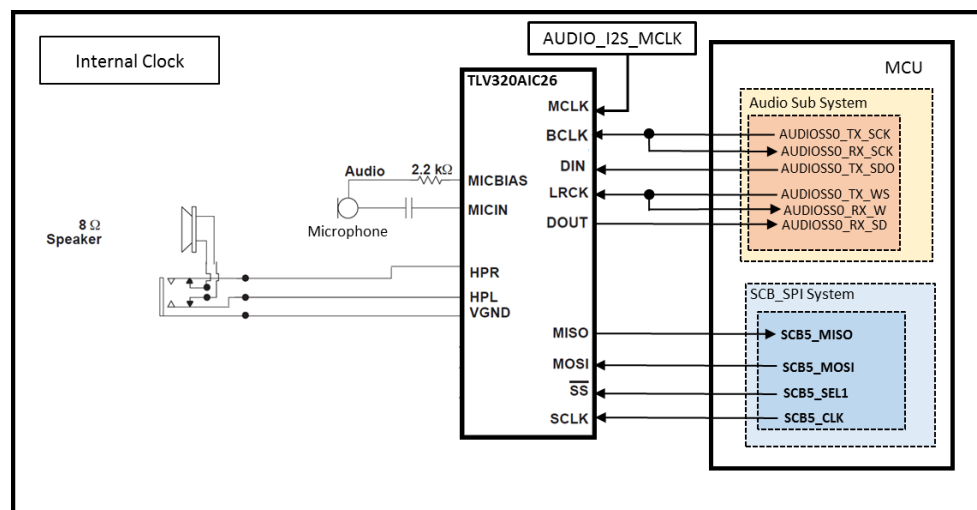 Internal Clock
AUDIO_I2S_MCLK
MCU
TLV320AIC26
MCLK
BCLK
DIN
LRCK
DOUT
MICBIAS
MICIN
HPR
HPL
VGND
MISO
MOSI
SS
SCLK
Audio
2.2 kΩ
Microphone
8 Ω
Speaker
Audio Sub System
AUDIOSS0_TX_SCK
AUDIOSS0_RX_SCK
AUDIOSS0_TX_SDO
AUDIOSS0_TX_WS
AUDIOSS0_RX_W
AUDIOSS0_RX_SD
SCB_SPI System
SCB5_MISO
SCB5_MOSI
SCB5_SEL1
SCB5_CLK